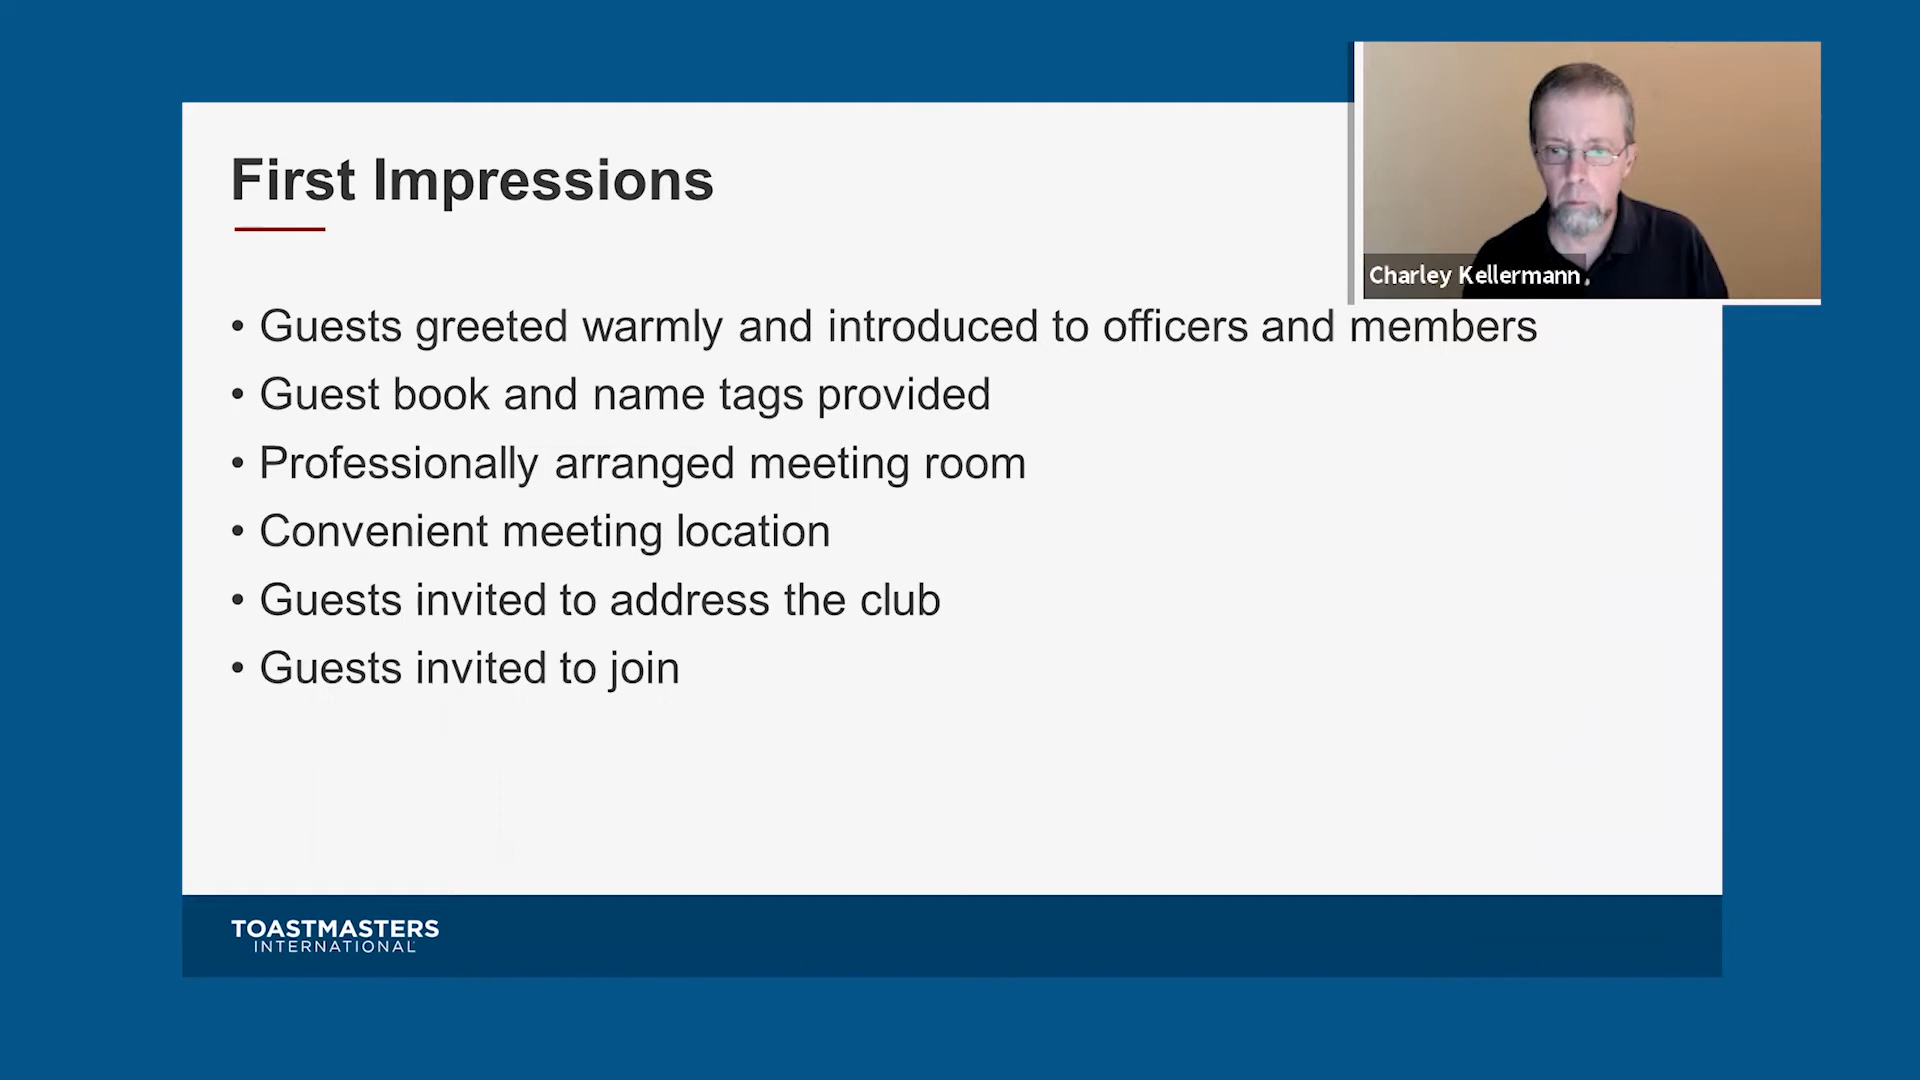 First Impressions
Charley Kellermann
• Guests greeted warmly and introduced to officers and members
• Guest book and name tags provided
• Professionally arranged meeting room
• Convenient meeting location
• Guests invited to address the club
• Guests invited to join
TOASTMASTERS
INTERNATIONAL